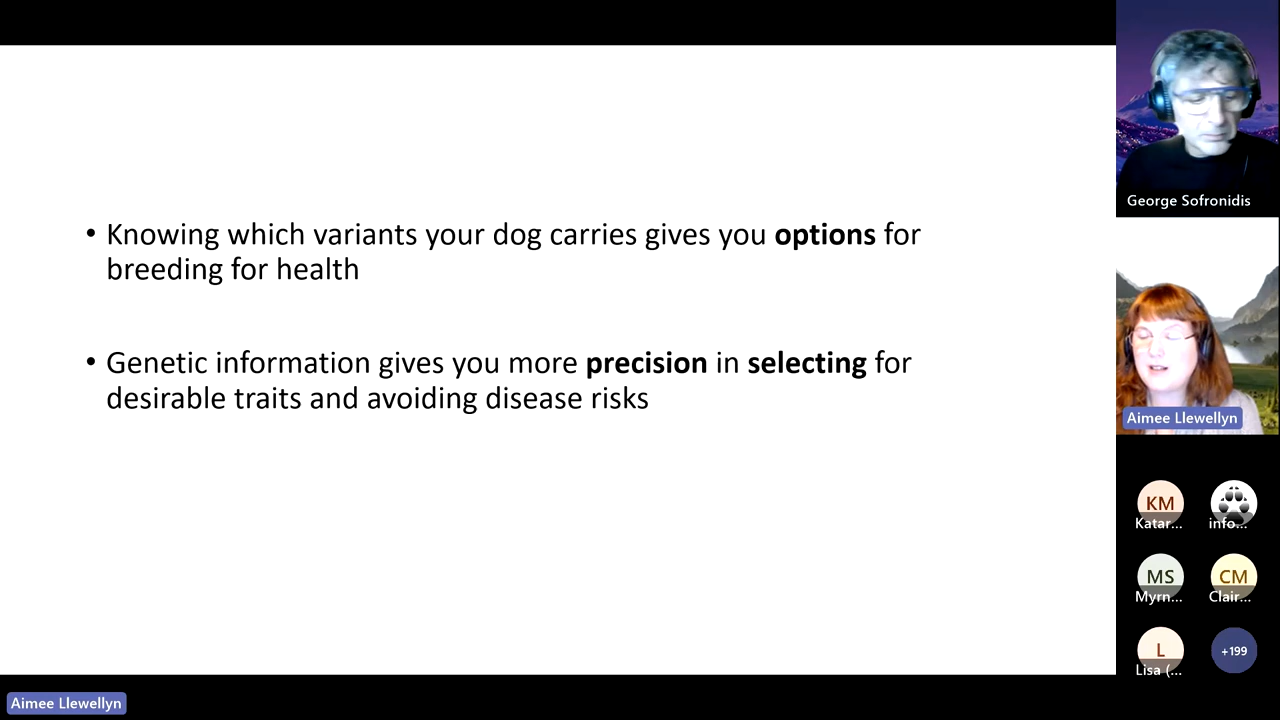 • Knowing which variants your dog carries gives you options for
breeding for health
• Genetic information gives you more precision in selecting for
desirable traits and avoiding disease risks
George Sofronidis
Aimee Llewellyn
KM
Katar...
info...
MS
Myrn...
CM
Clair...
L
Lisa (...
+199
Aimee Llewellyn